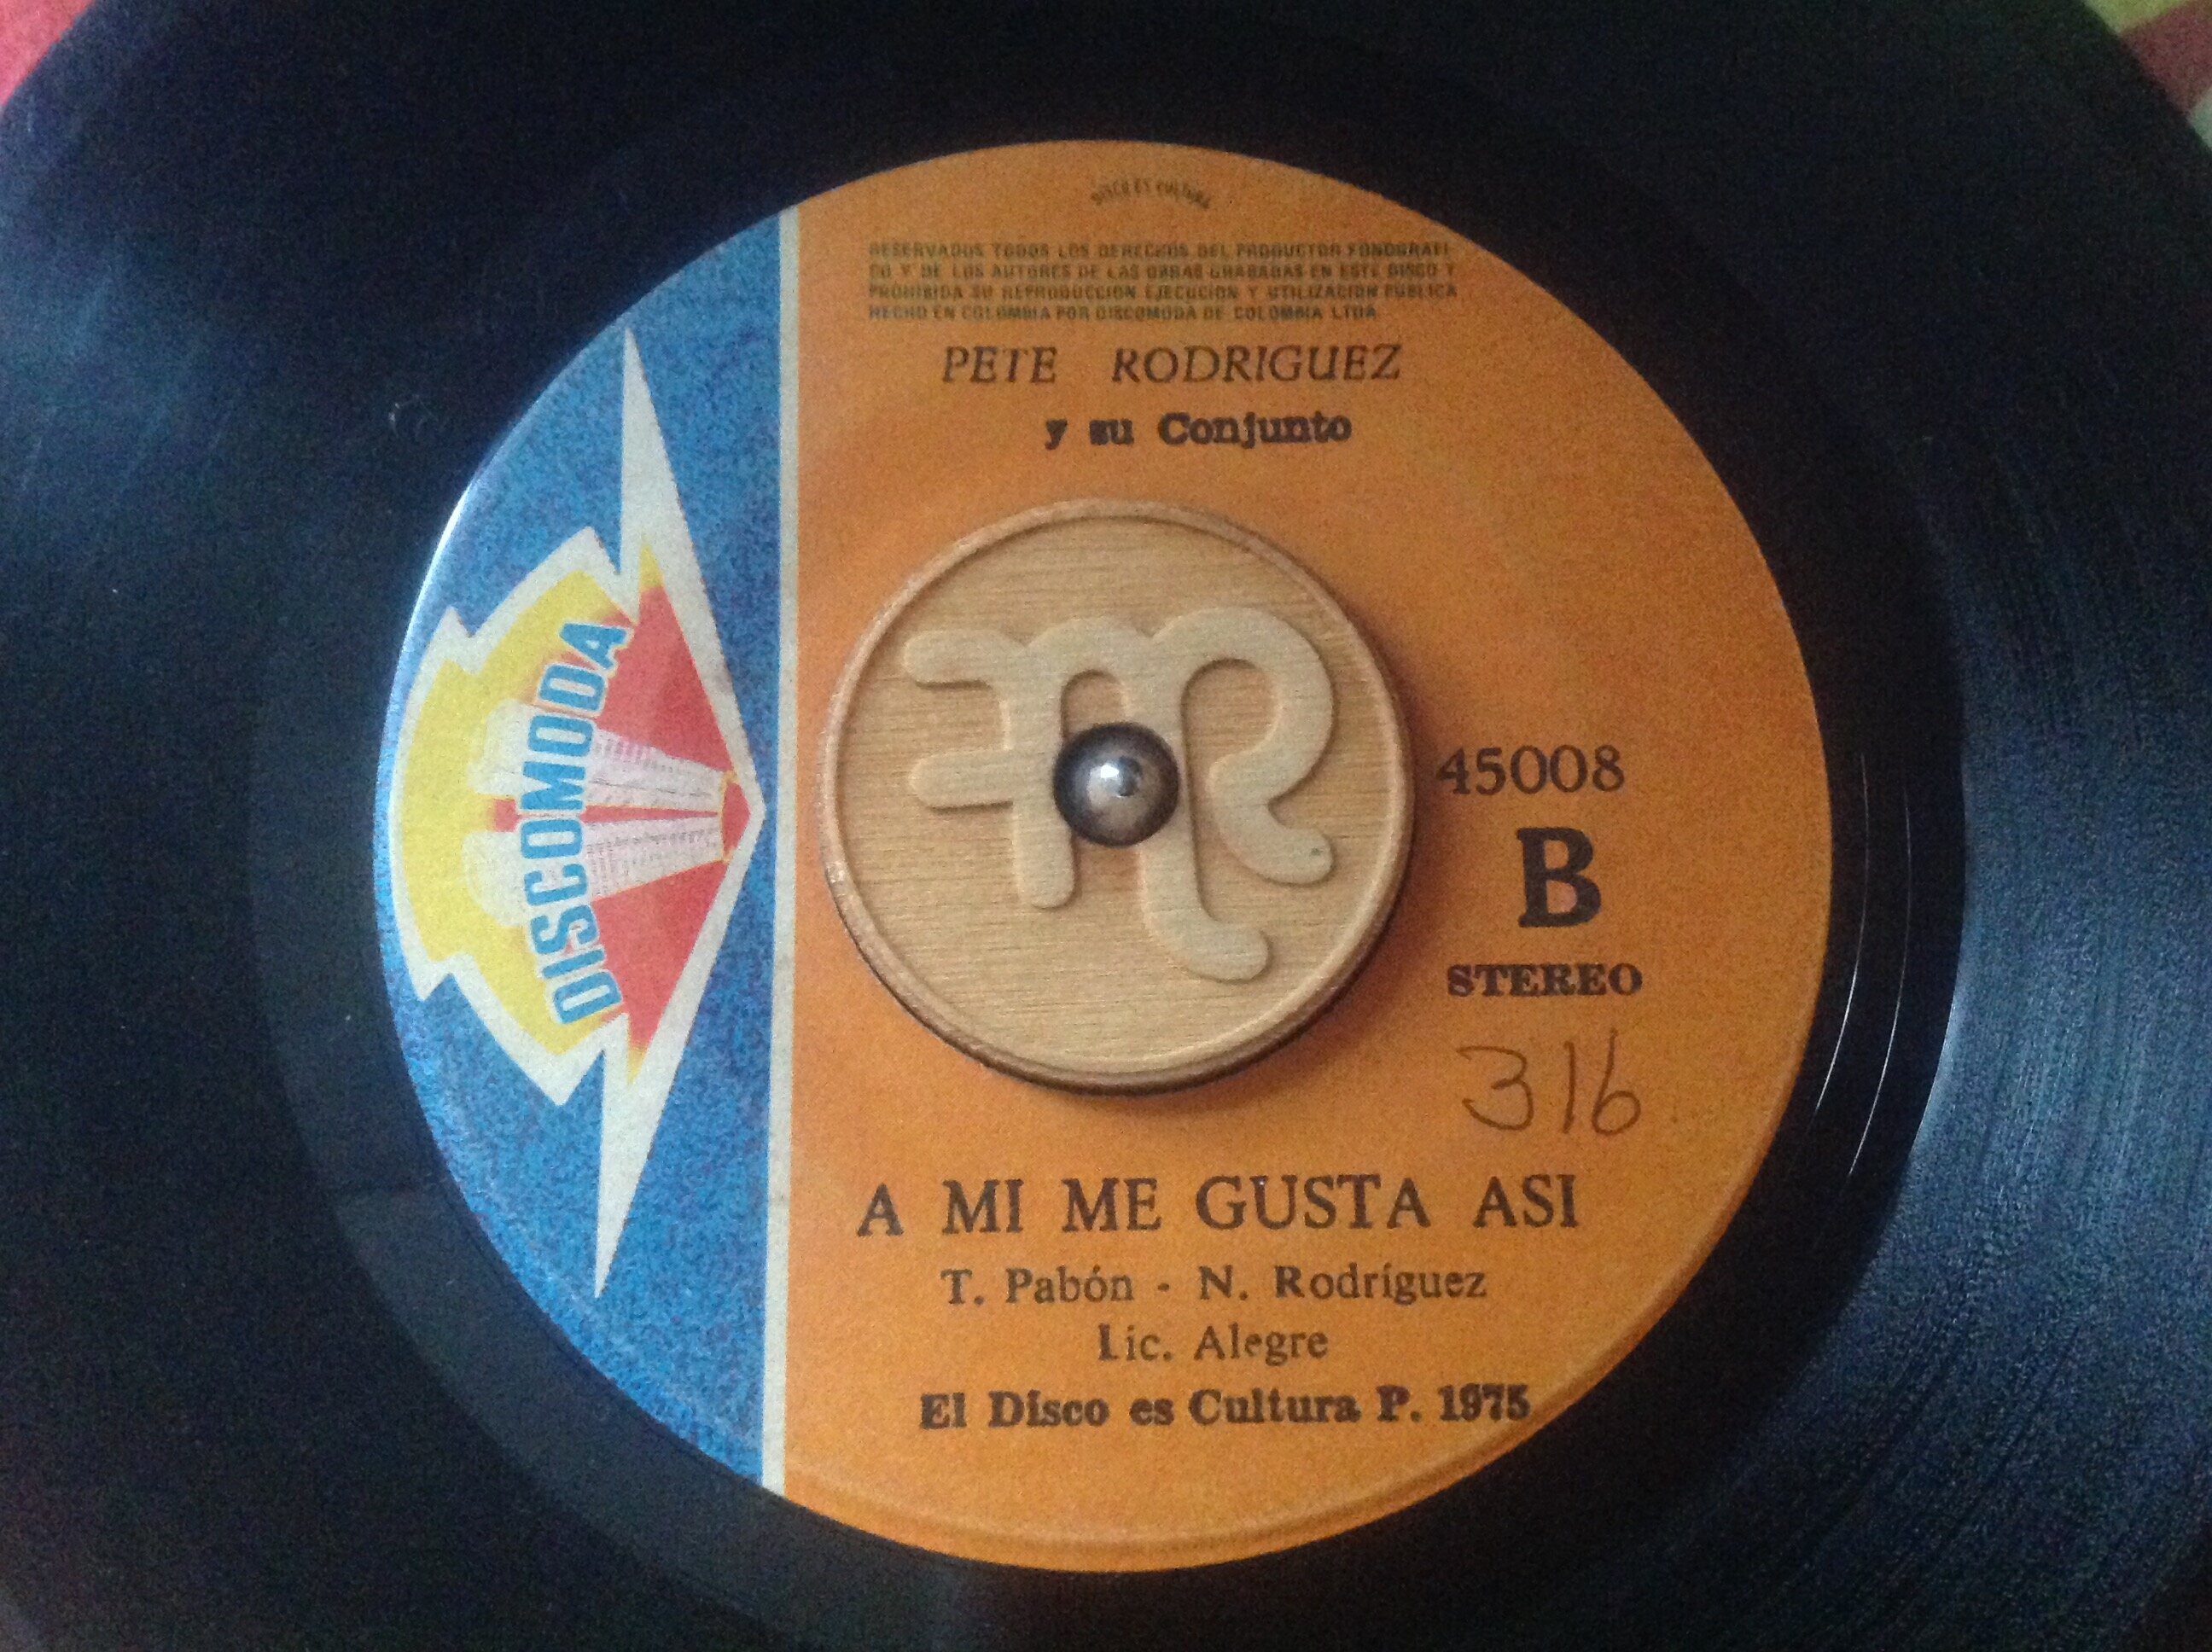 DISCO ES CULTURA
RESERVADOS TODOS LOS DERECHOS DEL PRODUCTOR FONOGRAFI-
CO Y DE LOS AUTORES DE LAS OBRAS GRABADAS EN ESTE DISCO Y
PROHIBIDA SU REPRODUCCION EJECUCION Y UTILIZACION PUBLICA
HECHO EN COLOMBIA POR DISCOMODA DE COLOMBIA LTDA
PETE RODRIGUEZ
y su Conjunto
DISCOMODA
45008
B
STEREO
316
A MI ME GUSTA ASI
T. Pabón - N. Rodríguez
Lic. Alegre
El Disco es Cultura P. 1975